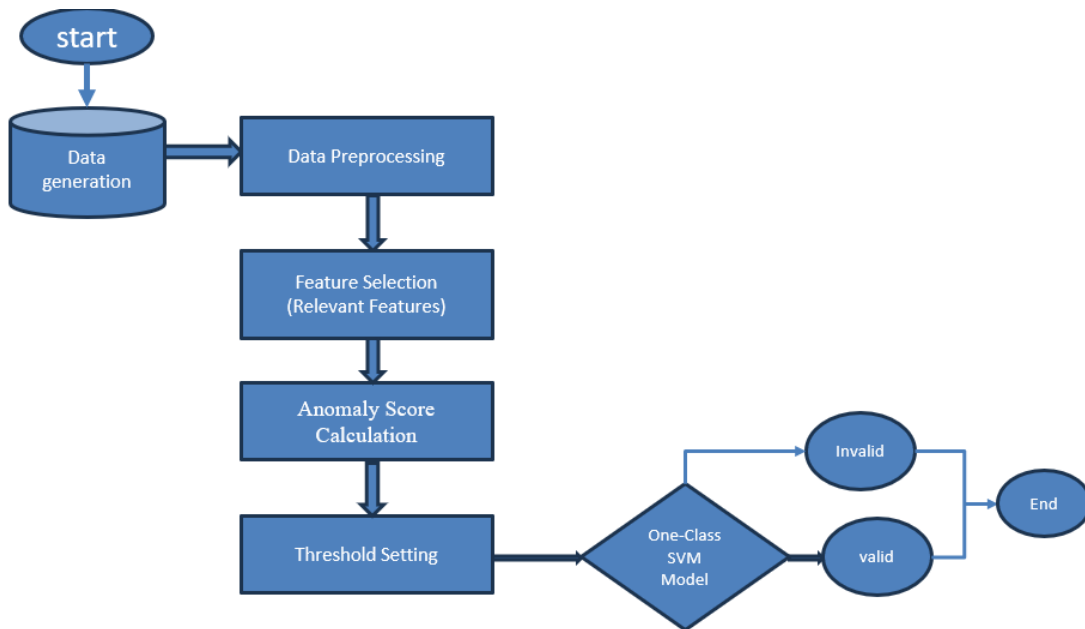 start
Data
generation
Data Preprocessing
Feature Selection
(Relevant Features)
Anomaly Score
Calculation
Threshold Setting
One-Class
SVM
Model
Invalid
valid
End